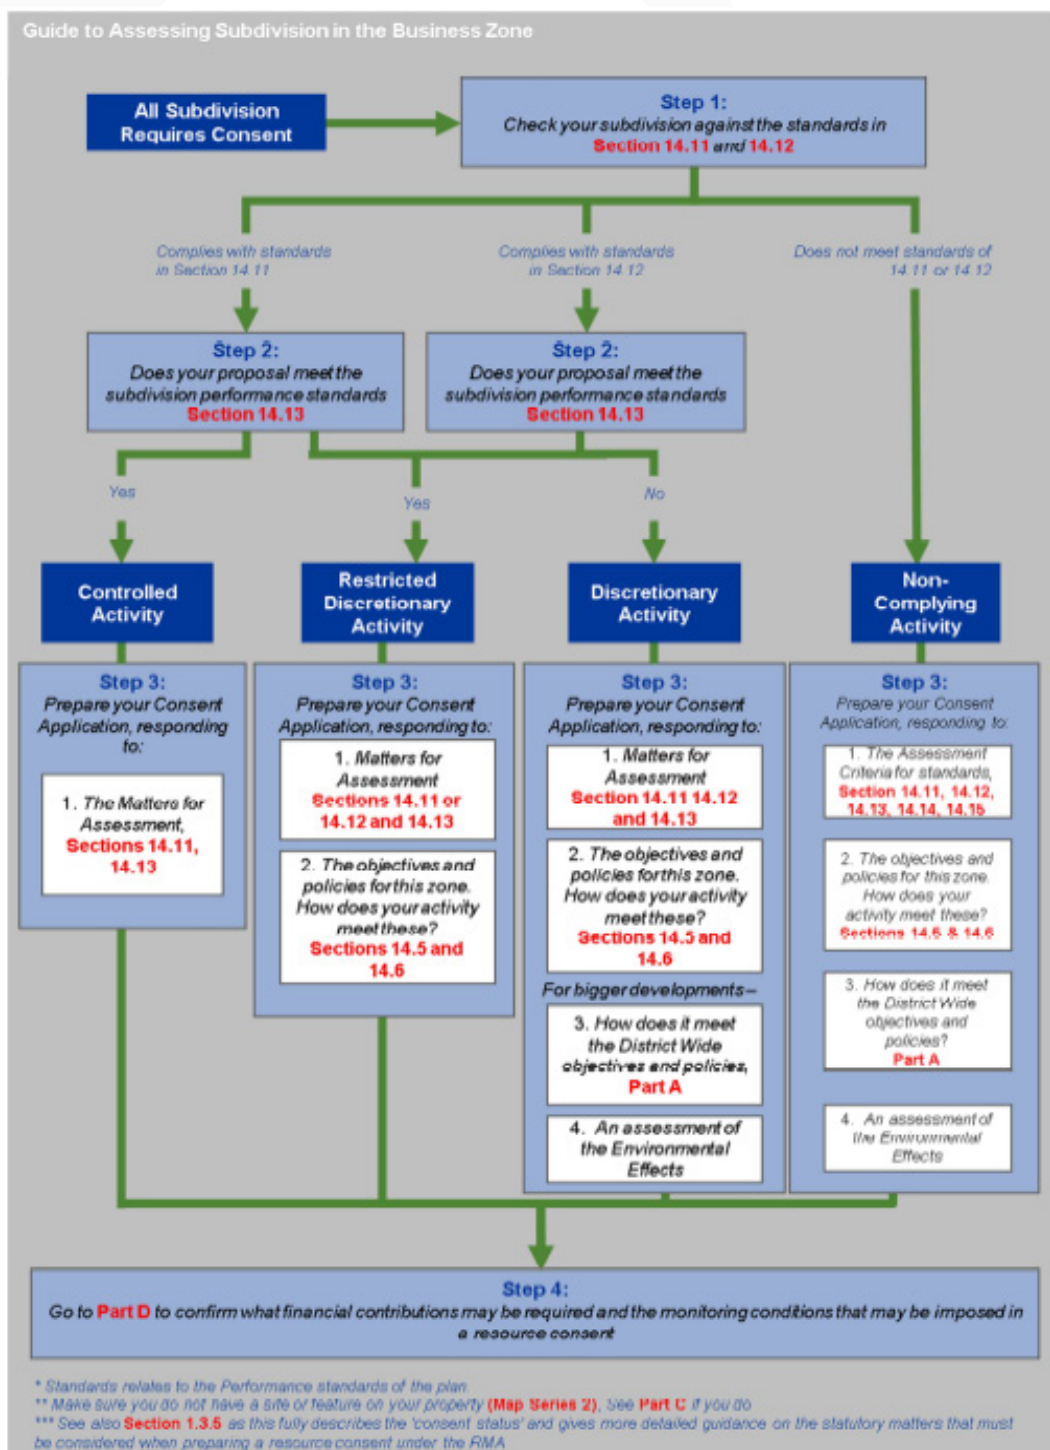 Guide to Assessing Subdivision in the Business Zone
All Subdivision
Requires Consent
Step 1:
Check your subdivision against the standards in
Section 14.11 and 14.12
Complies with standards
in Section 14.11
Complies with standards
in Section 14.12
Does not meet standards of
14.11 or 14.12
Step 2:
Does your proposal meet the
subdivision performance standards
Section 14.13
Step 2:
Does your proposal meet the
subdivision performance standards
Section 14.13
Yes
Yes
No
Controlled
Activity
Restricted
Discretionary
Activity
Discretionary
Activity
Non-
Complying
Activity
Step 3:
Prepare your Consent
Application, responding
to:
1. The Matters for
Assessment,
Sections 14.11,
14.13
Step 3:
Prepare your Consent
Application, responding to:
1. Matters for
Assessment
Sections 14.11 or
14.12 and 14.13
2. The objectives and
policies for this zone.
How does your activity
meet these?
Sections 14.5 and
14.6
Step 3:
Prepare your Consent
Application, responding to:
1. Matters for
Assessment
Section 14.11 14.12
and 14.13
2. The objectives and
policies for this zone.
How does your activity
meet these?
Sections 14.5 and
14.6
For bigger developments–
3. How does it meet
the District Wide
objectives and policies,
Part A
4. An assessment of
the Environmental
Effects
Step 3:
Prepare your Consent
Application, responding to:
1. The Assessment
Criteria for standards,
Section 14.11, 14.12,
14.13, 14.14, 14.15
2. The objectives and
policies for this zone.
How does your
activity meet these?
Sections 14.5 & 14.6
3. How does it meet
the District Wide
objectives and
policies?
Part A
4. An assessment of
the Environmental
Effects
Step 4:
Go to Part D to confirm what financial contributions may be required and the monitoring conditions that may be imposed in
a resource consent
* Standards relates to the Performance standards of the plan.
** Make sure you do not have a site or feature on your property (Map Series 2), See Part C if you do
*** See also Section 1.3.5 as this fully describes the 'consent status' and gives more detailed guidance on the statutory matters that must
be considered when preparing a resource consent under the RMA